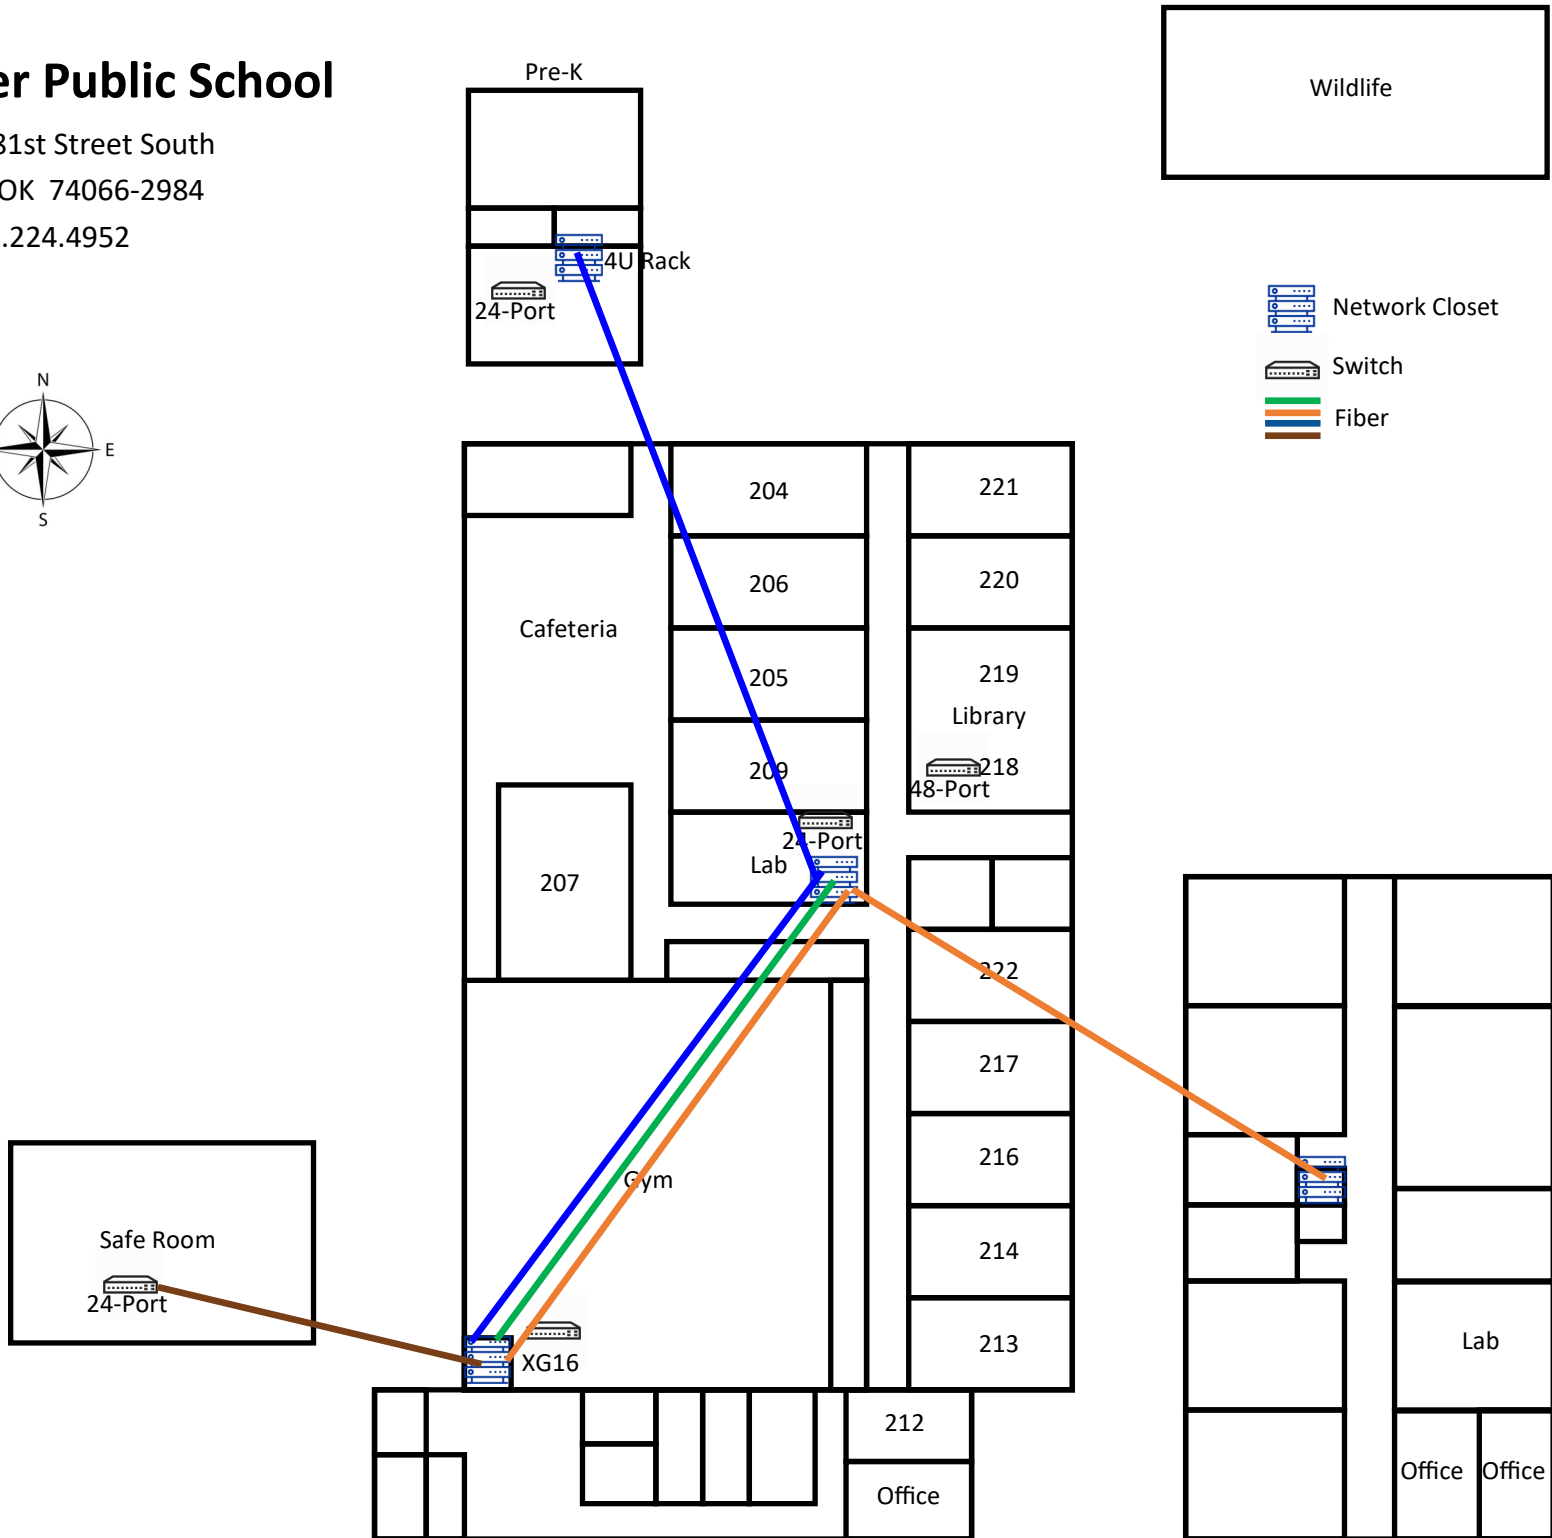 er Public School
81st Street South
OK 74066-2984
.224.4952
Pre-K
4U Rack
24-Port
Wildlife
Network Closet
Switch
Fiber
N
E
S
204
221
206
220
Cafeteria
205
219
Library
209
218
48-Port
24-Port
Lab
207
222
217
216
Gym
214
213
Safe Room
24-Port
XG16
212
Office
Lab
Office
Office